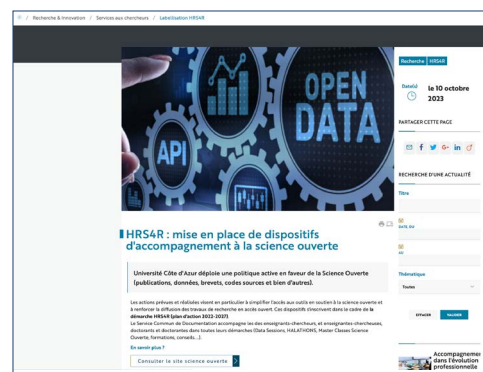 / Recherche & Innovation / Services aux chercheurs / Labellisation HRS4R
OPEN
DATA
API
Recherche HRS4R
Date(s)
le 10 octobre
2023
PARTAGER CETTE PAGE
RECHERCHE D'UNE ACTUALITÉ
Titre
DATE, DU
AU
Thématique
Toutes
EFFACER VALIDER
HRS4R : mise en place de dispositifs
d'accompagnement à la science ouverte
Université Côte d'Azur déploie une politique active en faveur de la Science Ouverte
(publications, données, brevets, codes sources et bien d'autres).
Les actions prévues et réalisées visent en particulier à simplifier l'accès aux outils en soutien à la science ouverte et
à renforcer la diffusion des travaux de recherche en accès ouvert. Ces dispositifs s'inscrivent dans le cadre de la
démarche HRS4R (plan d'action 2022-2027).
Le Service Commun de Documentation accompagne les des enseignants-chercheurs, et enseignantes-chercheuses,
doctorants et doctorantes dans toutes leurs démarches (Data Sessions, HALATHONS, Master Classes Science
Ouverte, formations, conseils...).
En savoir plus ?
Consulter le site science ouverte
Accompagnement
dans l'évolution
professionnelle